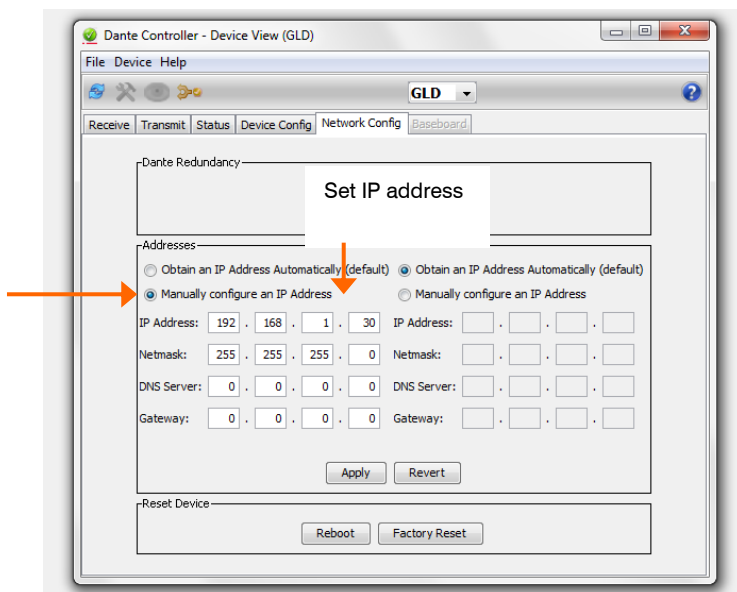 Dante Controller - Device View (GLD)
File Device Help
GLD
Receive Transmit Status Device Config Network Config Baseboard
Dante Redundancy
Set IP address
Addresses
Obtain an IP Address Automatically (default) Obtain an IP Address Automatically (default)
Manually configure an IP Address Manually configure an IP Address
IP Address: 192 . 168 . 1 . 30 IP Address: . . .
Netmask: 255 . 255 . 255 . 0 Netmask: . . .
DNS Server: 0 . 0 . 0 . 0 DNS Server: . . .
Gateway: 0 . 0 . 0 . 0 Gateway: . . .
Apply Revert
Reset Device
Reboot Factory Reset